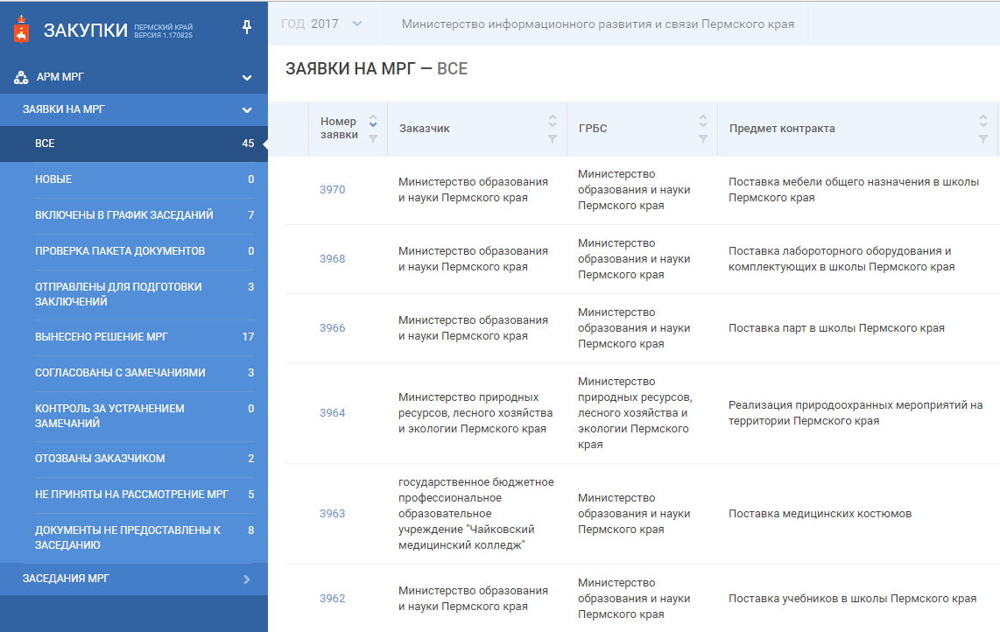 ЗАКУПКИ
ПЕРМСКИЙ КРАЙ
ВЕРСИЯ 1.170825
АРМ МРГ
ЗАЯВКИ НА МРГ
ВСЕ 45
НОВЫЕ 0
ВКЛЮЧЕНЫ В ГРАФИК ЗАСЕДАНИЙ 7
ПРОВЕРКА ПАКЕТА ДОКУМЕНТОВ 0
ОТПРАВЛЕНЫ ДЛЯ ПОДГОТОВКИ 3
ЗАКЛЮЧЕНИЙ
ВЫНЕСЕНО РЕШЕНИЕ МРГ 17
СОГЛАСОВАНЫ С ЗАМЕЧАНИЯМИ 3
КОНТРОЛЬ ЗА УСТРАНЕНИЕМ 0
ЗАМЕЧАНИЙ
ОТОЗВАНЫ ЗАКАЗЧИКОМ 2
НЕ ПРИНЯТЫ НА РАССМОТРЕНИЕ МРГ 5
ДОКУМЕНТЫ НЕ ПРЕДОСТАВЛЕНЫ К 8
ЗАСЕДАНИЮ
ЗАСЕДАНИЯ МРГ
ГОД 2017
Министерство информационного развития и связи Пермского края
ЗАЯВКИ НА МРГ — ВСЕ
Номер
заявки
Заказчик
ГРБС
Предмет контракта
3970
Министерство образования
и науки Пермского края
Министерство
образования и науки
Пермского края
Поставка мебели общего назначения в школы
Пермского края
3968
Министерство образования
и науки Пермского края
Министерство
образования и науки
Пермского края
Поставка лабороторного оборудования и
комплектующих в школы Пермского края
3966
Министерство образования
и науки Пермского края
Министерство
образования и науки
Пермского края
Поставка парт в школы Пермского края
3964
Министерство природных
ресурсов, лесного хозяйства
и экологии Пермского края
Министерство
природных ресурсов,
лесного хозяйства и
экологии Пермского
края
Реализация природоохранных мероприятий на
территории Пермского края
3963
государственное бюджетное
профессиональное
образовательное
учреждение "Чайковский
медицинский колледж"
Министерство
образования и науки
Пермского края
Поставка медицинских костюмов
3962
Министерство образования
и науки Пермского края
Министерство
образования и науки
Пермского края
Поставка учебников в школы Пермского края